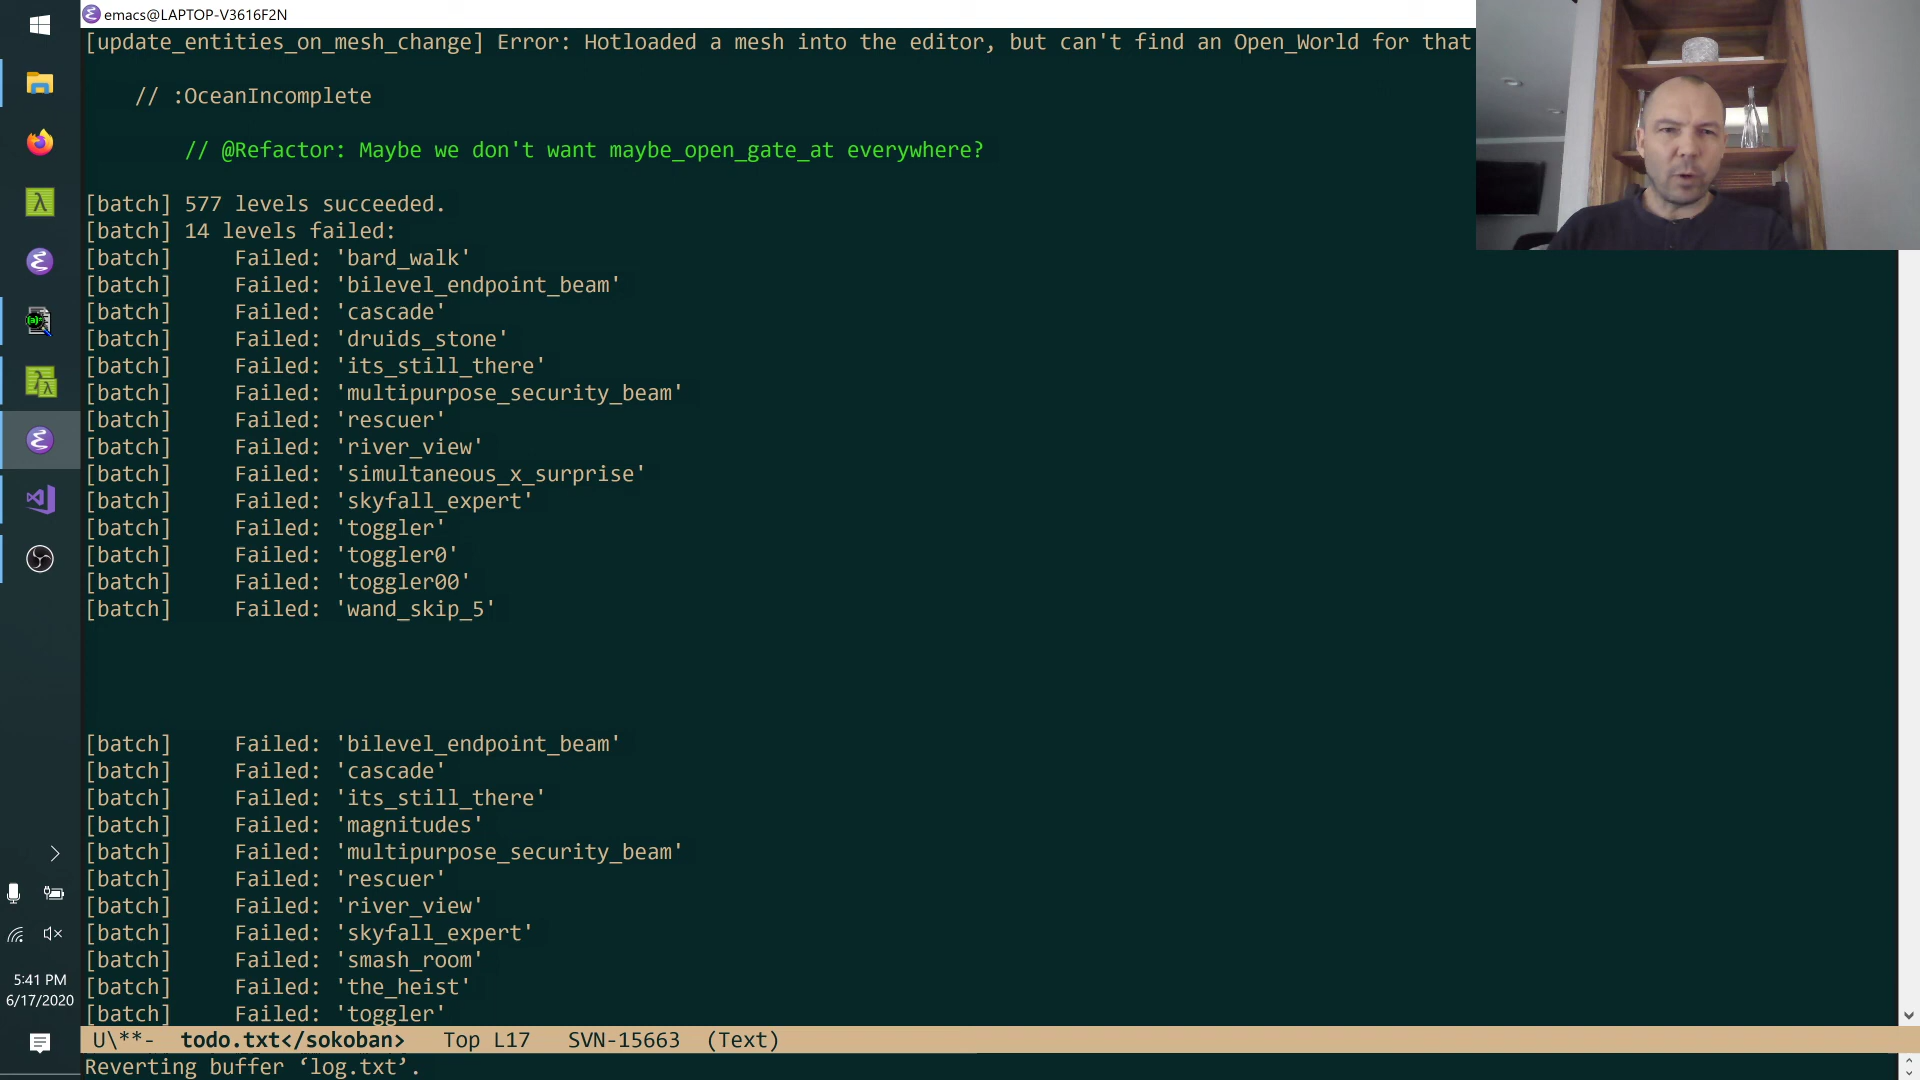 emacs@LAPTOP-V3616F2N
[update_entities_on_mesh_change] Error: Hotloaded a mesh into the editor, but can't find an Open_World for that
// :OceanIncomplete
// @Refactor: Maybe we don't want maybe_open_gate_at everywhere?
[batch] 577 levels succeeded.
[batch] 14 levels failed:
[batch]     Failed: 'bard_walk'
[batch]     Failed: 'bilevel_endpoint_beam'
[batch]     Failed: 'cascade'
[batch]     Failed: 'druids_stone'
[batch]     Failed: 'its_still_there'
[batch]     Failed: 'multipurpose_security_beam'
[batch]     Failed: 'rescuer'
[batch]     Failed: 'river_view'
[batch]     Failed: 'simultaneous_x_surprise'
[batch]     Failed: 'skyfall_expert'
[batch]     Failed: 'toggler'
[batch]     Failed: 'toggler0'
[batch]     Failed: 'toggler00'
[batch]     Failed: 'wand_skip_5'
[batch]     Failed: 'bilevel_endpoint_beam'
[batch]     Failed: 'cascade'
[batch]     Failed: 'its_still_there'
[batch]     Failed: 'magnitudes'
[batch]     Failed: 'multipurpose_security_beam'
[batch]     Failed: 'rescuer'
[batch]     Failed: 'river_view'
[batch]     Failed: 'skyfall_expert'
[batch]     Failed: 'smash_room'
[batch]     Failed: 'the_heist'
[batch]     Failed: 'toggler'
U\**-  todo.txt</sokoban>   Top L17   SVN-15663  (Text)
Reverting buffer ‘log.txt’.
5:41 PM
6/17/2020